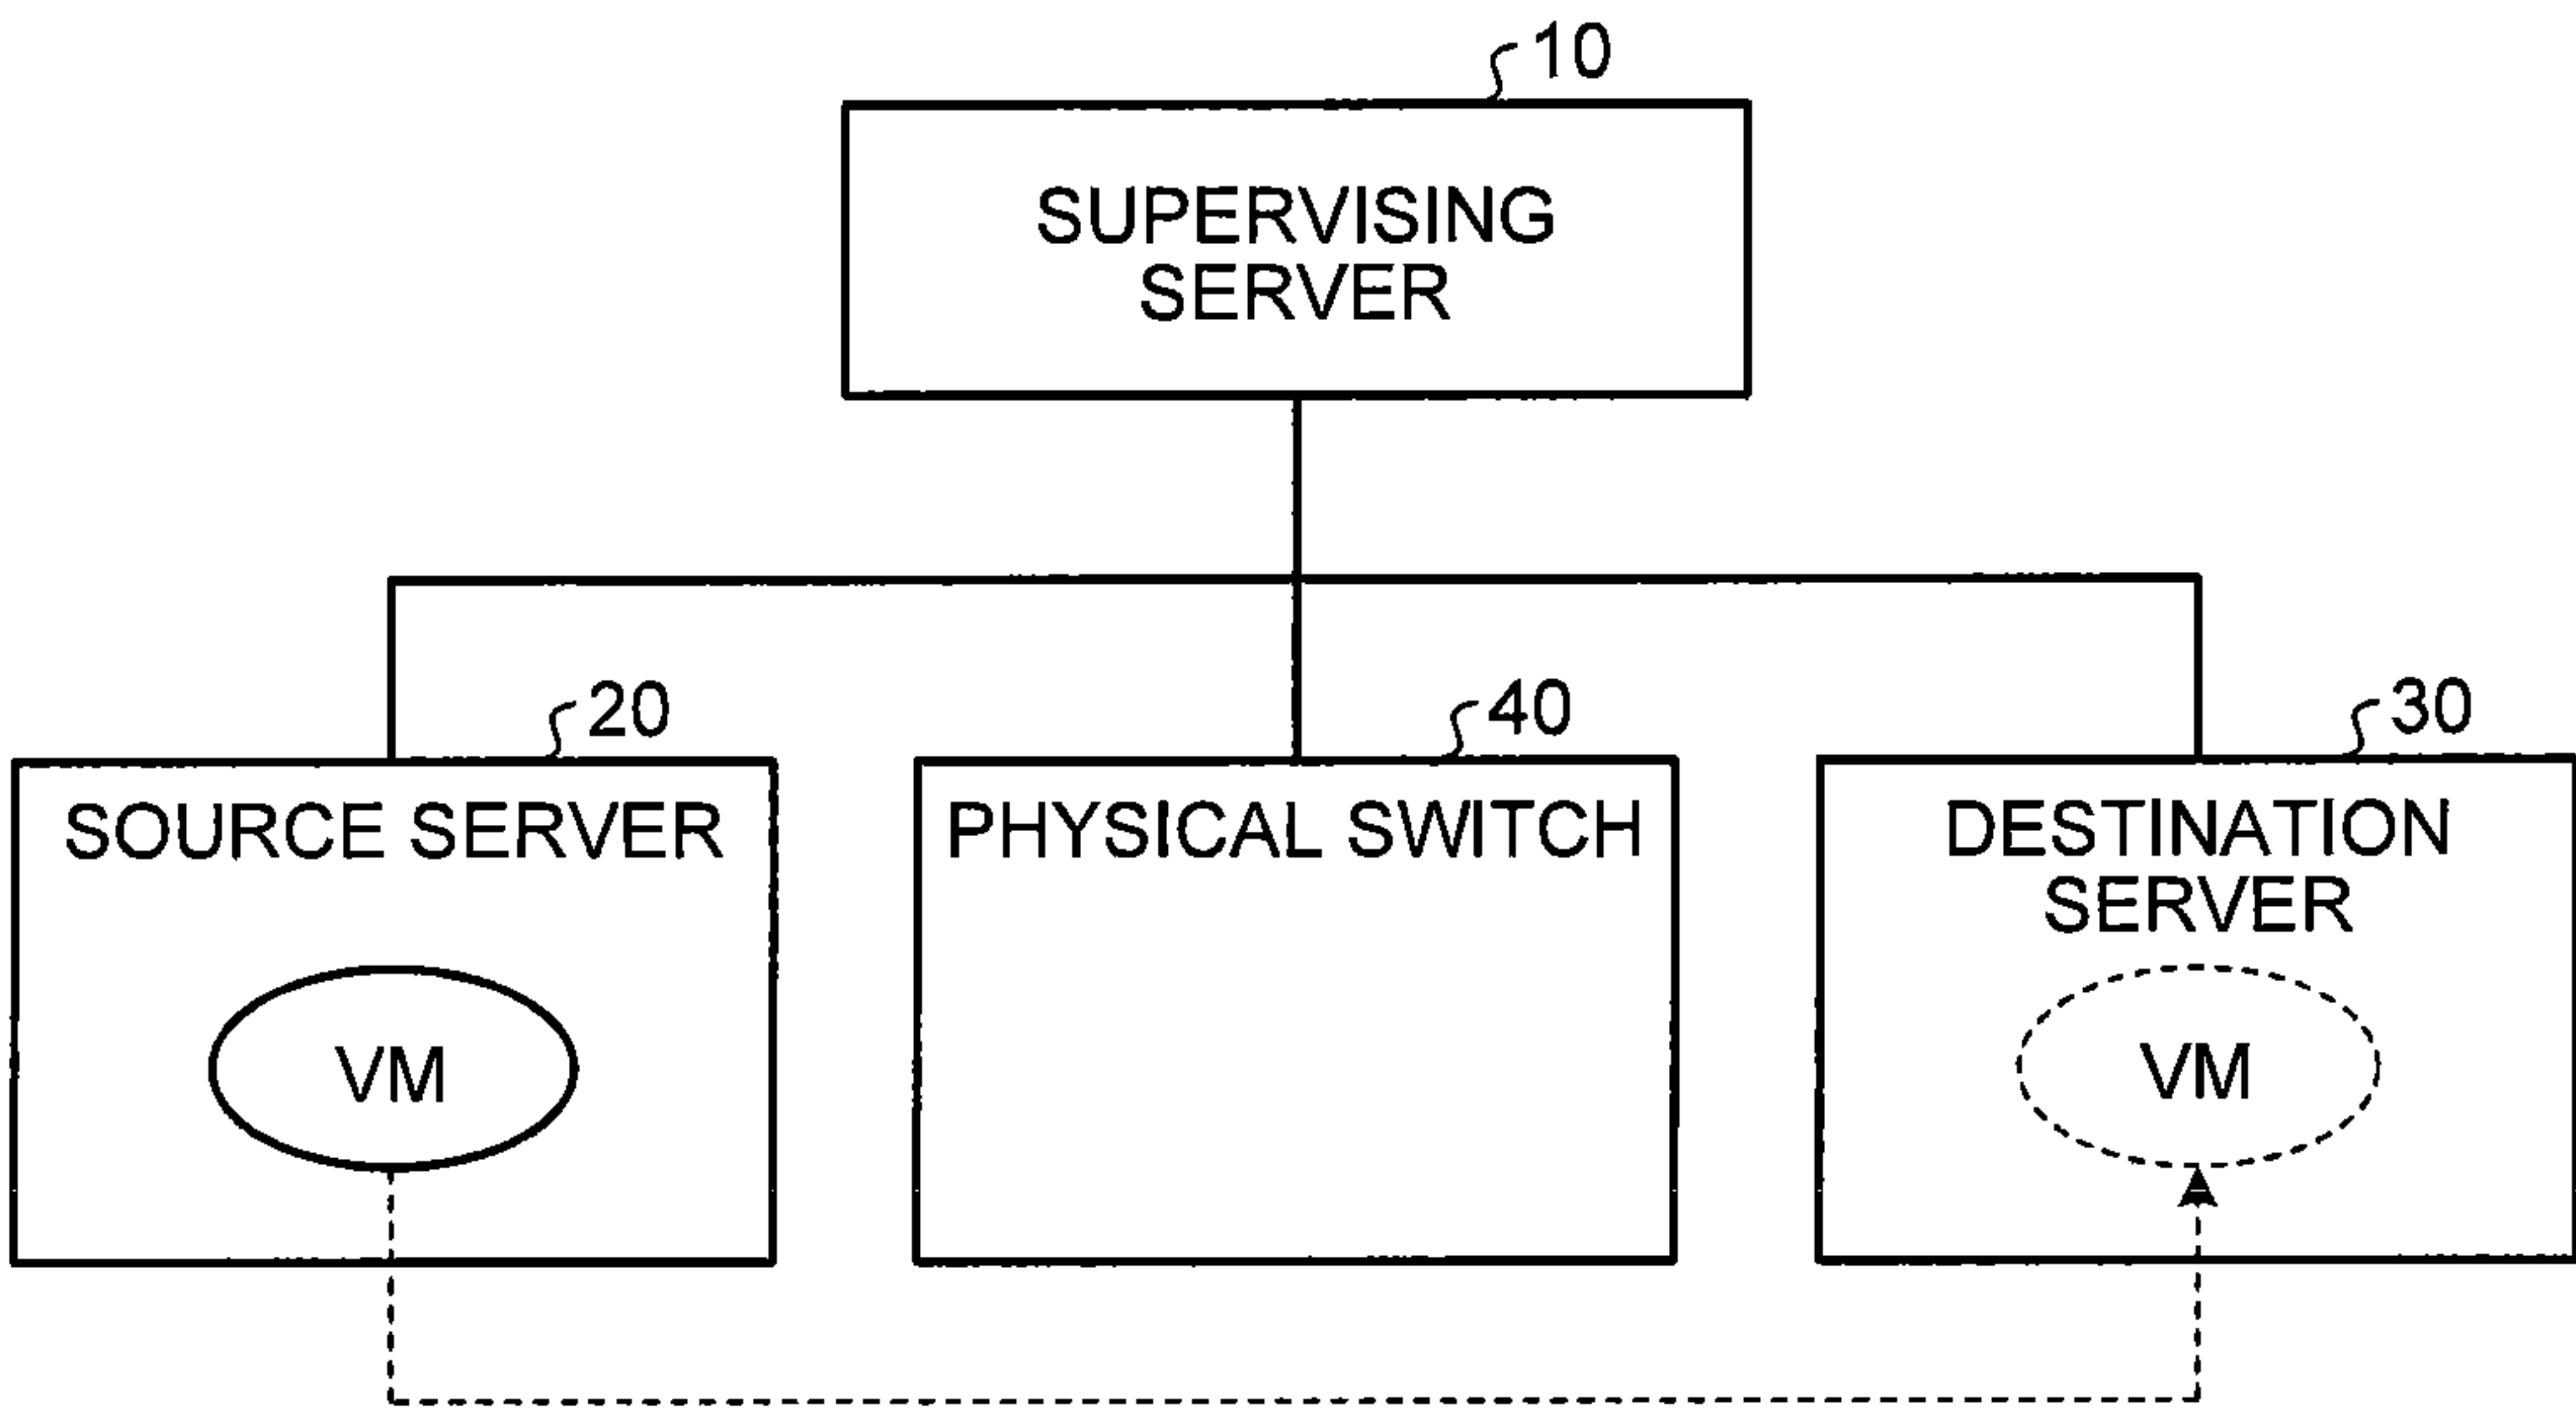 10
SUPERVISING
SERVER
20
40
30
SOURCE SERVER
PHYSICAL SWITCH
DESTINATION
SERVER
VM
VM